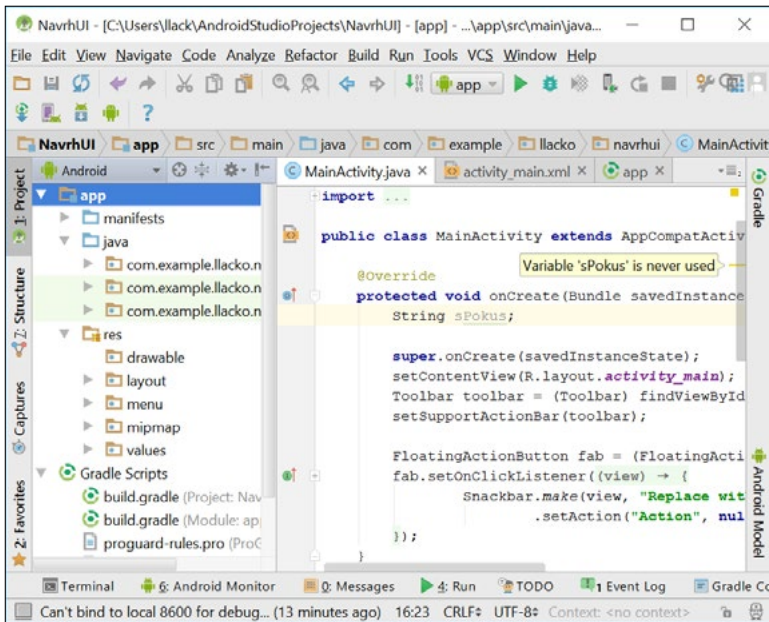 NavrhUI - [C:\Users\llack\AndroidStudioProjects\NavrhUI] - [app] - ...\app\src\main\java...
File Edit View Navigate Code Analyze Refactor Build Run Tools VCS Window Help
app
?
NavrhUI app src main java com example llacko navrhui MainActivit
1: Project
7: Structure
Captures
2: Favorites
Android
app
manifests
java
com.example.llacko.n
com.example.llacko.n
com.example.llacko.n
res
drawable
layout
menu
mipmap
values
Gradle Scripts
build.gradle (Project: Nav
build.gradle (Module: app
proguard-rules.pro (ProG
MainActivity.java × activity_main.xml × app ×
import ...
public class MainActivity extends AppCompatActiv
Variable 'sPokus' is never used
@Override
protected void onCreate(Bundle savedInstance
String sPokus;
super.onCreate(savedInstanceState);
setContentView(R.layout.activity_main);
Toolbar toolbar = (Toolbar) findViewById
setSupportActionBar(toolbar);
FloatingActionButton fab = (FloatingActi
fab.setOnClickListener((view) → {
Snackbar.make(view, "Replace wit
.setAction("Action", nul
});
}
Gradle
Android Model
Terminal 6: Android Monitor 0: Messages 4: Run TODO 1 Event Log Gradle Co
Can't bind to local 8600 for debug... (13 minutes ago) 16:23 CRLF UTF-8 Context: <no context>